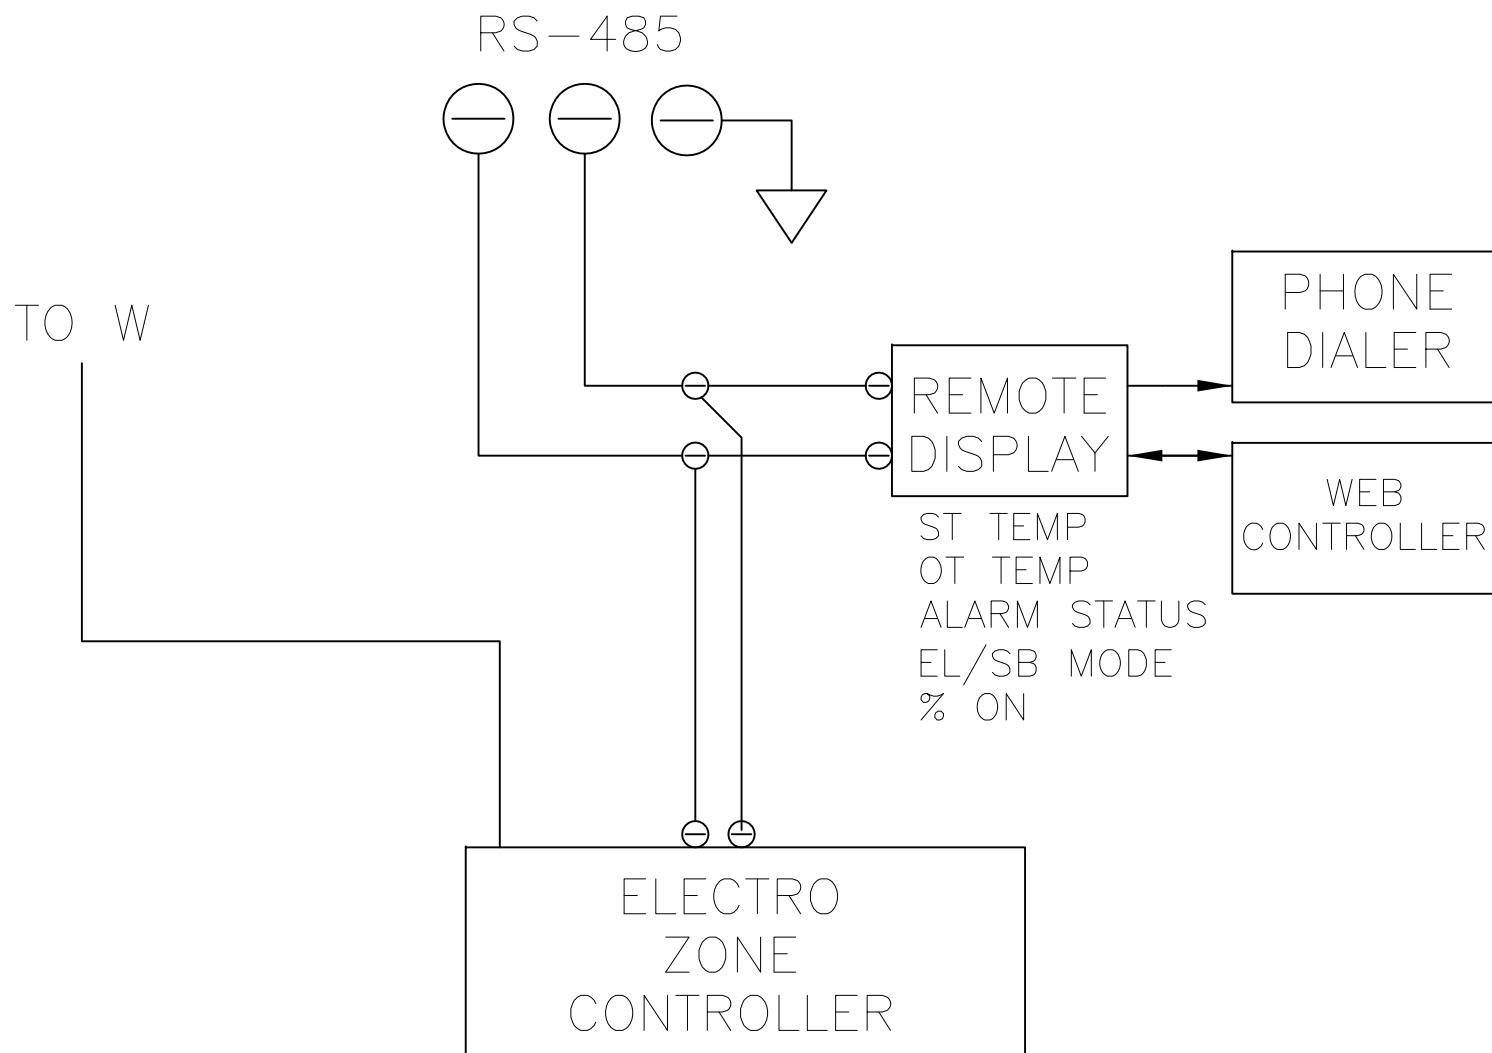 RS-485
TO W
PHONE
DIALER
REMOTE
DISPLAY
WEB
CONTROLLER
ST TEMP
OT TEMP
ALARM STATUS
EL/SB MODE
% ON
ELECTRO
ZONE
CONTROLLER